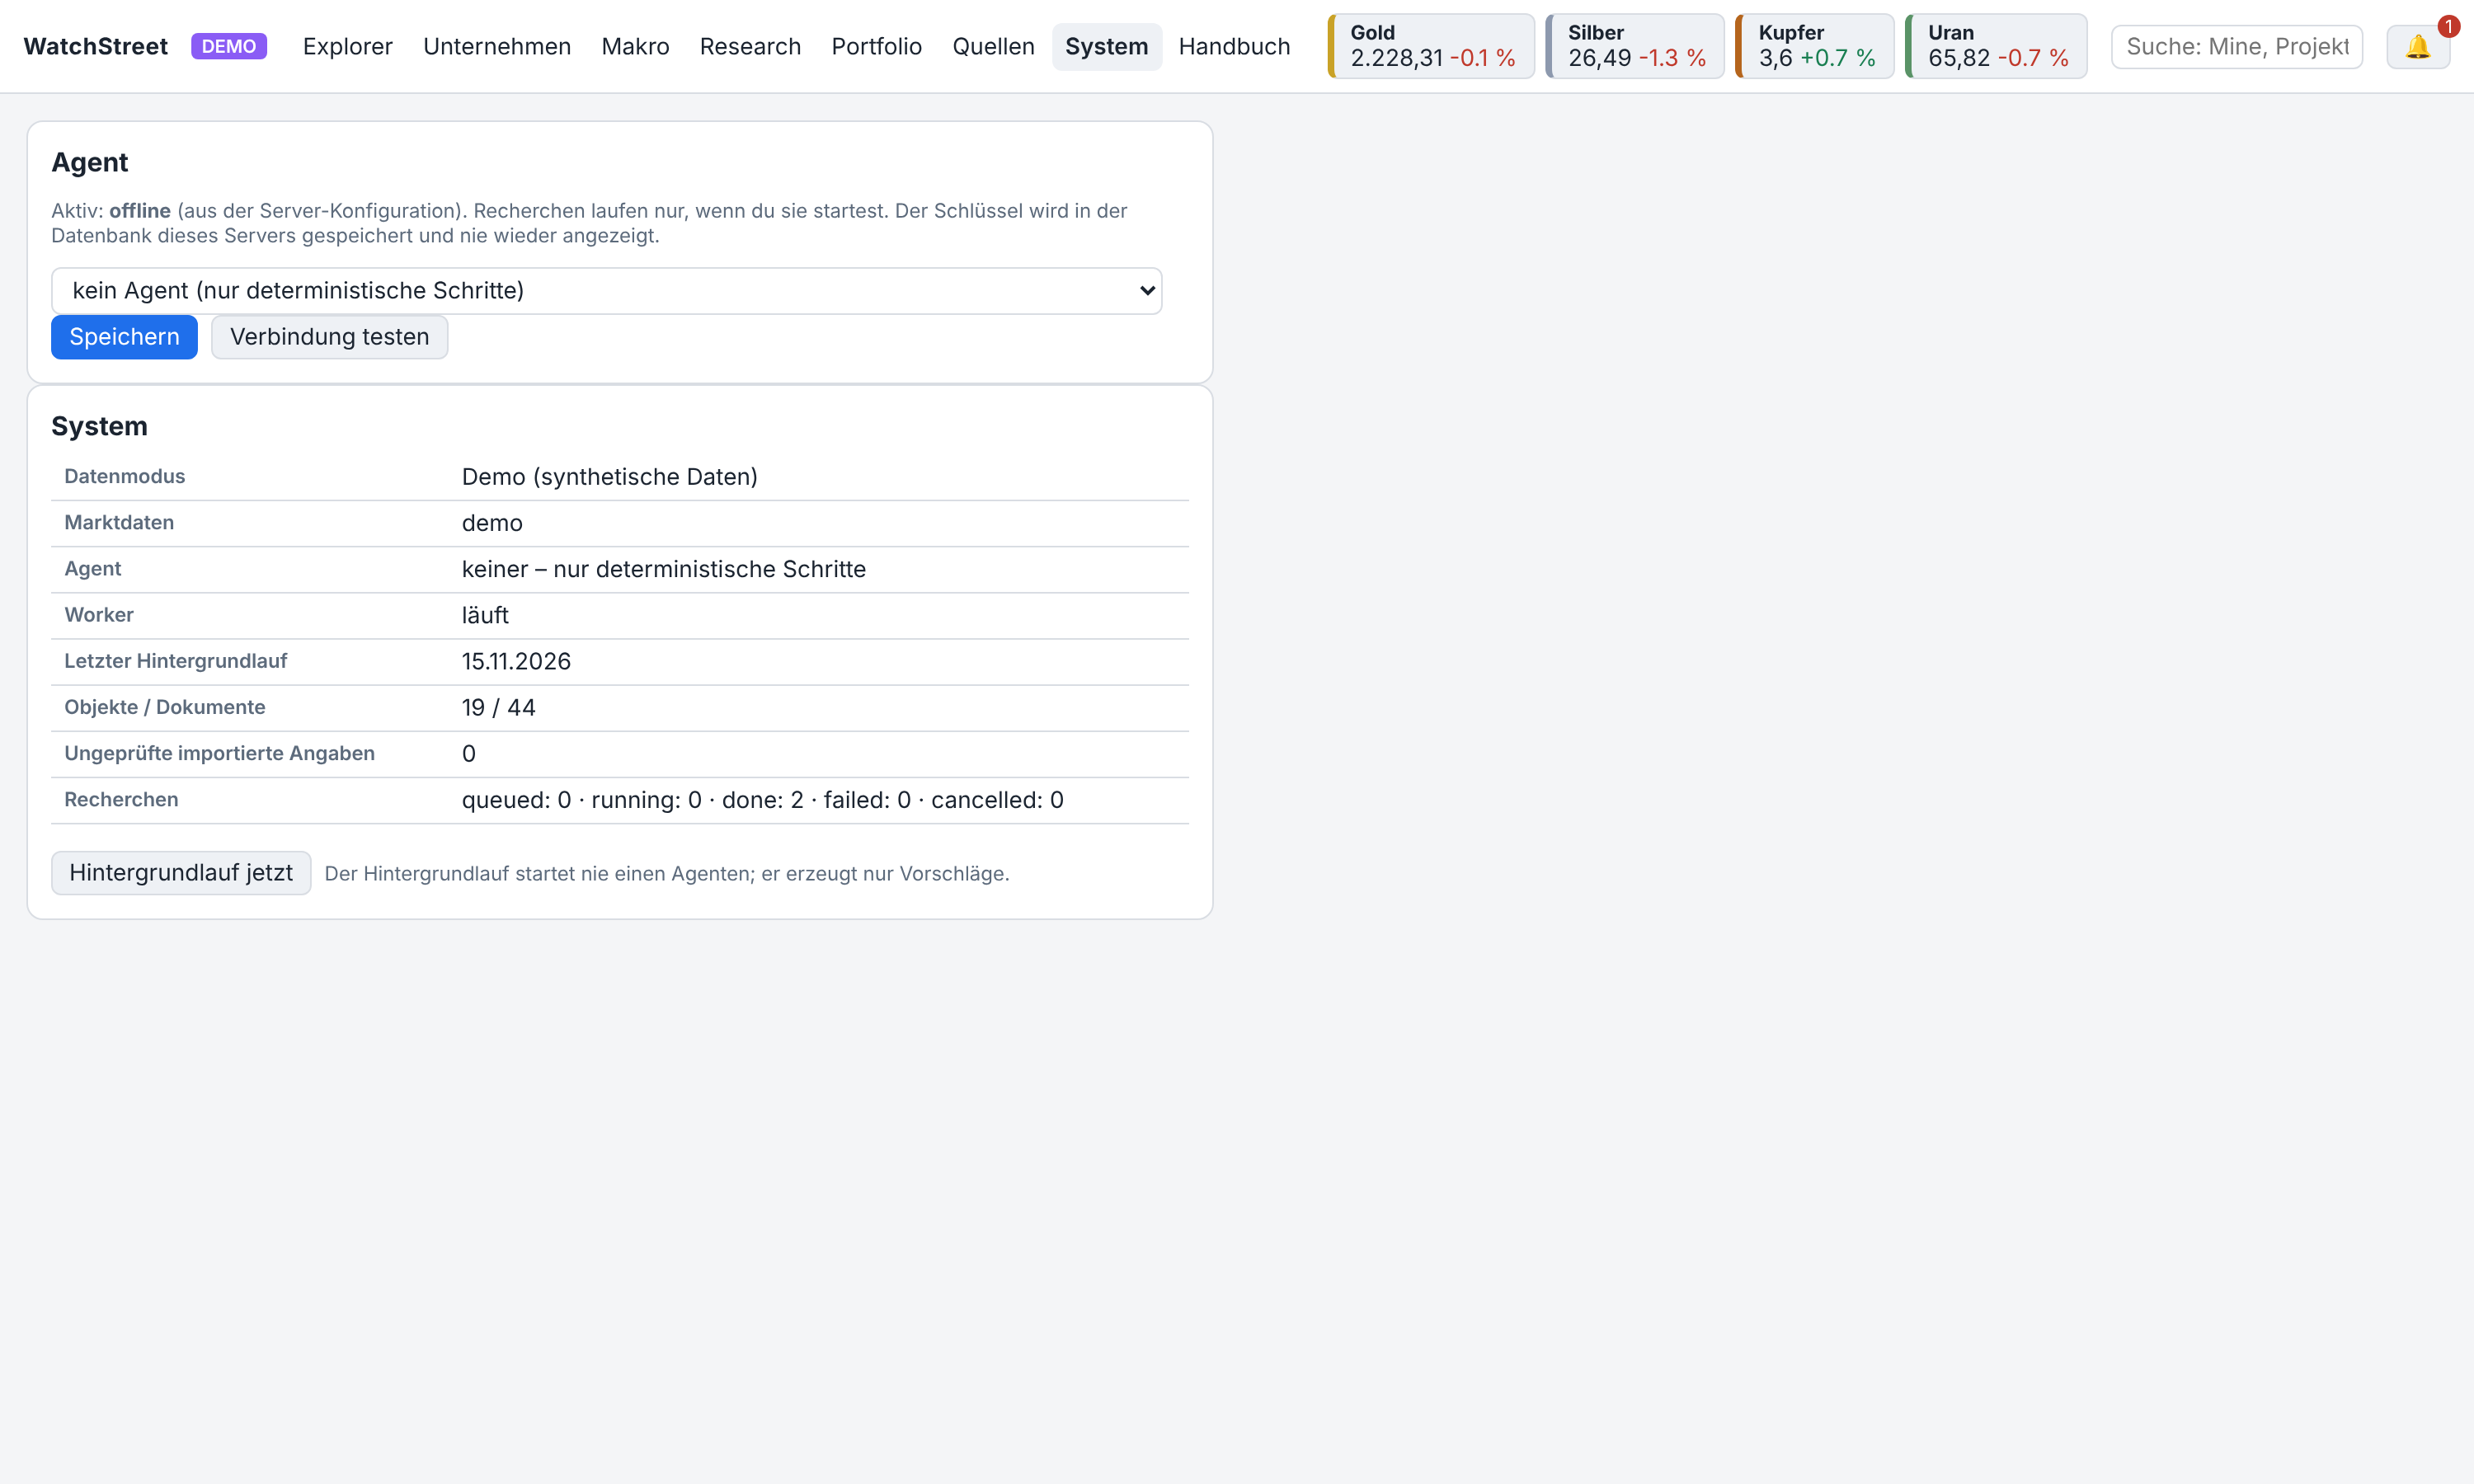 WatchStreet DEMO Explorer Unternehmen Makro Research Portfolio Quellen System Handbuch
Gold
2.228,31 -0.1 %
Silber
26,49 -1.3 %
Kupfer
3,6 +0.7 %
Uran
65,82 -0.7 %
Suche: Mine, Projekt
1
Agent
Aktiv: offline (aus der Server-Konfiguration). Recherchen laufen nur, wenn du sie startest. Der Schlüssel wird in der
Datenbank dieses Servers gespeichert und nie wieder angezeigt.
kein Agent (nur deterministische Schritte)
Speichern Verbindung testen
System
Datenmodus Demo (synthetische Daten)
Marktdaten demo
Agent keiner – nur deterministische Schritte
Worker läuft
Letzter Hintergrundlauf 15.11.2026
Objekte / Dokumente 19 / 44
Ungeprüfte importierte Angaben 0
Recherchen queued: 0 · running: 0 · done: 2 · failed: 0 · cancelled: 0
Hintergrundlauf jetzt Der Hintergrundlauf startet nie einen Agenten; er erzeugt nur Vorschläge.